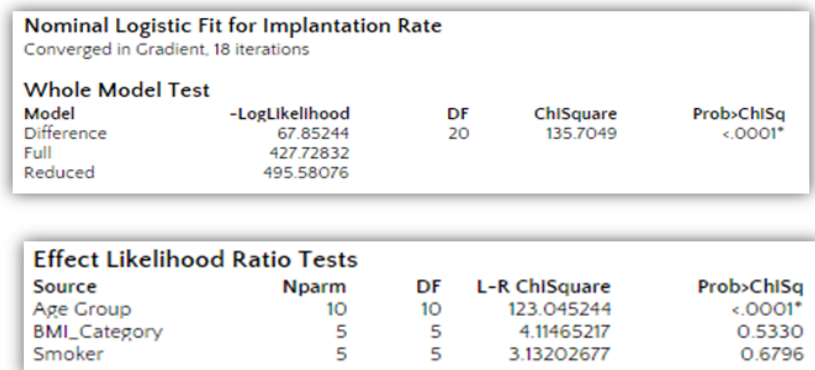 Nominal Logistic Fit for Implantation Rate
Converged in Gradient, 18 iterations
Whole Model Test
Model -LogLikelihood DF ChiSquare Prob>ChiSq
Difference 67.85244 20 135.7049 <.0001*
Full 427.72832
Reduced 495.58076
Effect Likelihood Ratio Tests
Source Nparm DF L-R ChiSquare Prob>ChiSq
Age Group 10 10 123.045244 <.0001*
BMI_Category 5 5 4.11465217 0.5330
Smoker 5 5 3.13202677 0.6796